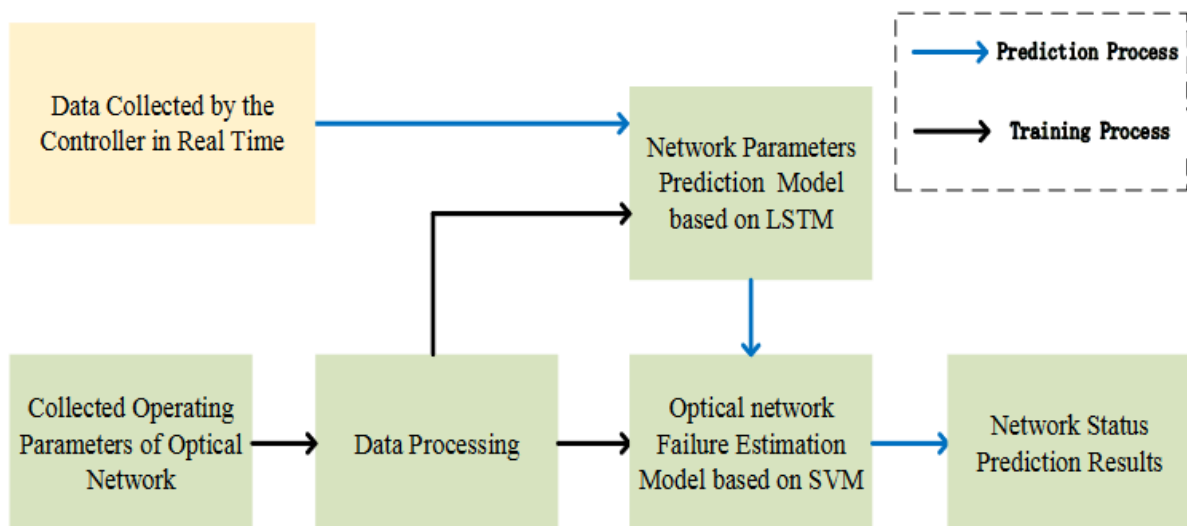 Data Collected by the
Controller in Real Time
Prediction Process
Training Process
Network Parameters
Prediction Model
based on LSTM
Collected Operating
Parameters of Optical
Network
Data Processing
Optical network
Failure Estimation
Model based on SVM
Network Status
Prediction Results